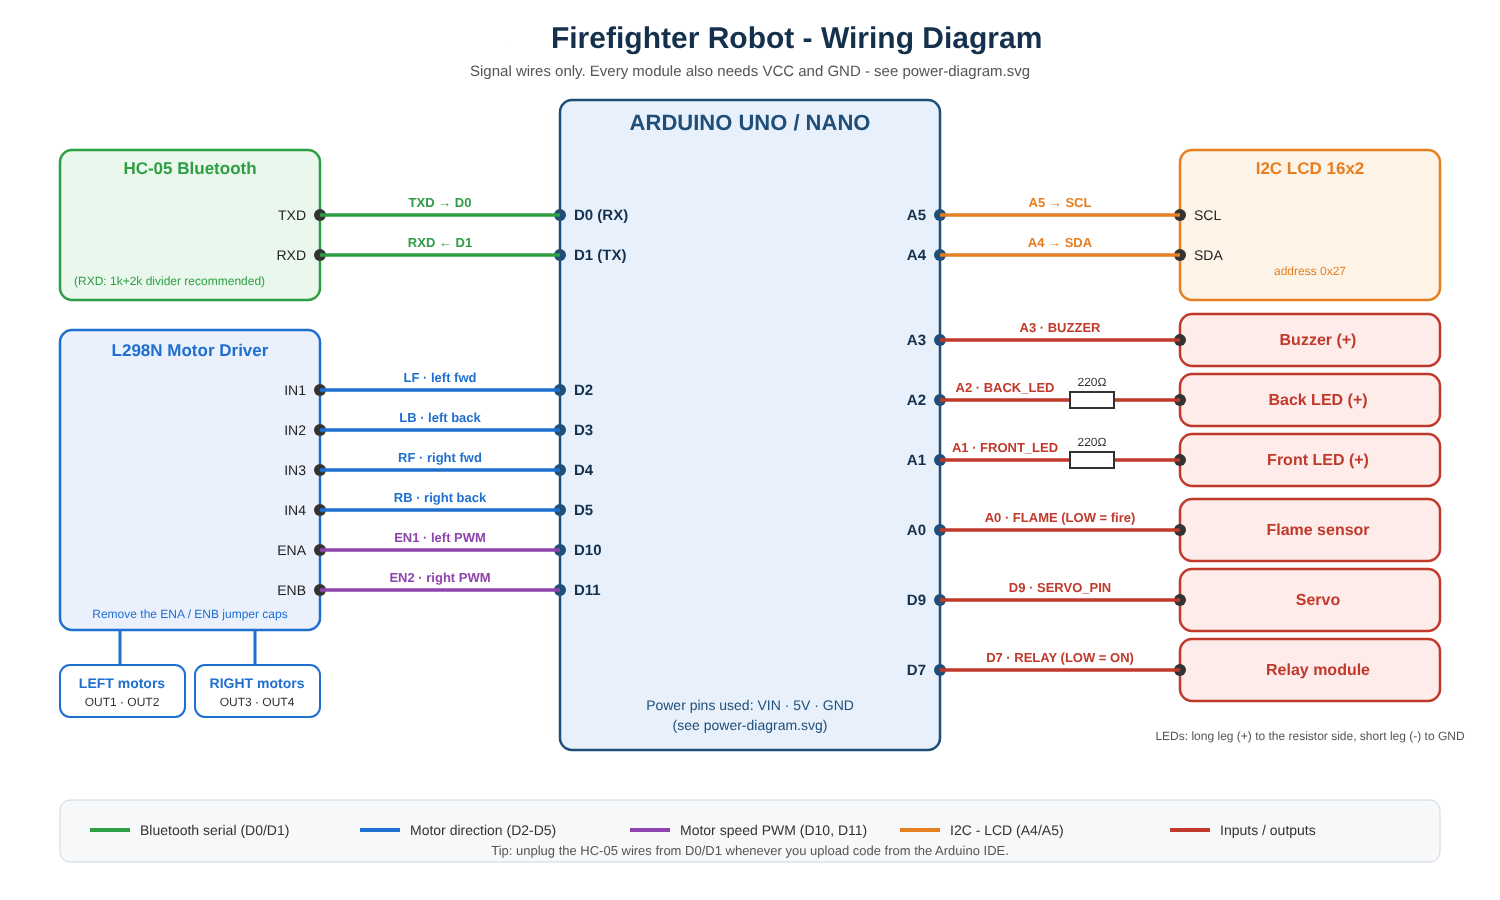 Firefighter Robot - Wiring Diagram
Signal wires only. Every module also needs VCC and GND - see power-diagram.svg
ARDUINO UNO / NANO
HC-05 Bluetooth
TXD
TXD → D0
D0 (RX)
RXD
RXD ← D1
D1 (TX)
(RXD: 1k+2k divider recommended)
L298N Motor Driver
IN1
LF · left fwd
D2
IN2
LB · left back
D3
IN3
RF · right fwd
D4
IN4
RB · right back
D5
ENA
EN1 · left PWM
D10
ENB
EN2 · right PWM
D11
Remove the ENA / ENB jumper caps
LEFT motors
OUT1 · OUT2
RIGHT motors
OUT3 · OUT4
I2C LCD 16x2
A5
A5 → SCL
SCL
A4
A4 → SDA
SDA
address 0x27
A3
A3 · BUZZER
Buzzer (+)
A2
A2 · BACK_LED
220Ω
Back LED (+)
A1
A1 · FRONT_LED
220Ω
Front LED (+)
A0
A0 · FLAME (LOW = fire)
Flame sensor
D9
D9 · SERVO_PIN
Servo
D7
D7 · RELAY (LOW = ON)
Relay module
Power pins used: VIN · 5V · GND
(see power-diagram.svg)
LEDs: long leg (+) to the resistor side, short leg (-) to GND
Bluetooth serial (D0/D1)
Motor direction (D2-D5)
Motor speed PWM (D10, D11)
I2C - LCD (A4/A5)
Inputs / outputs
Tip: unplug the HC-05 wires from D0/D1 whenever you upload code from the Arduino IDE.